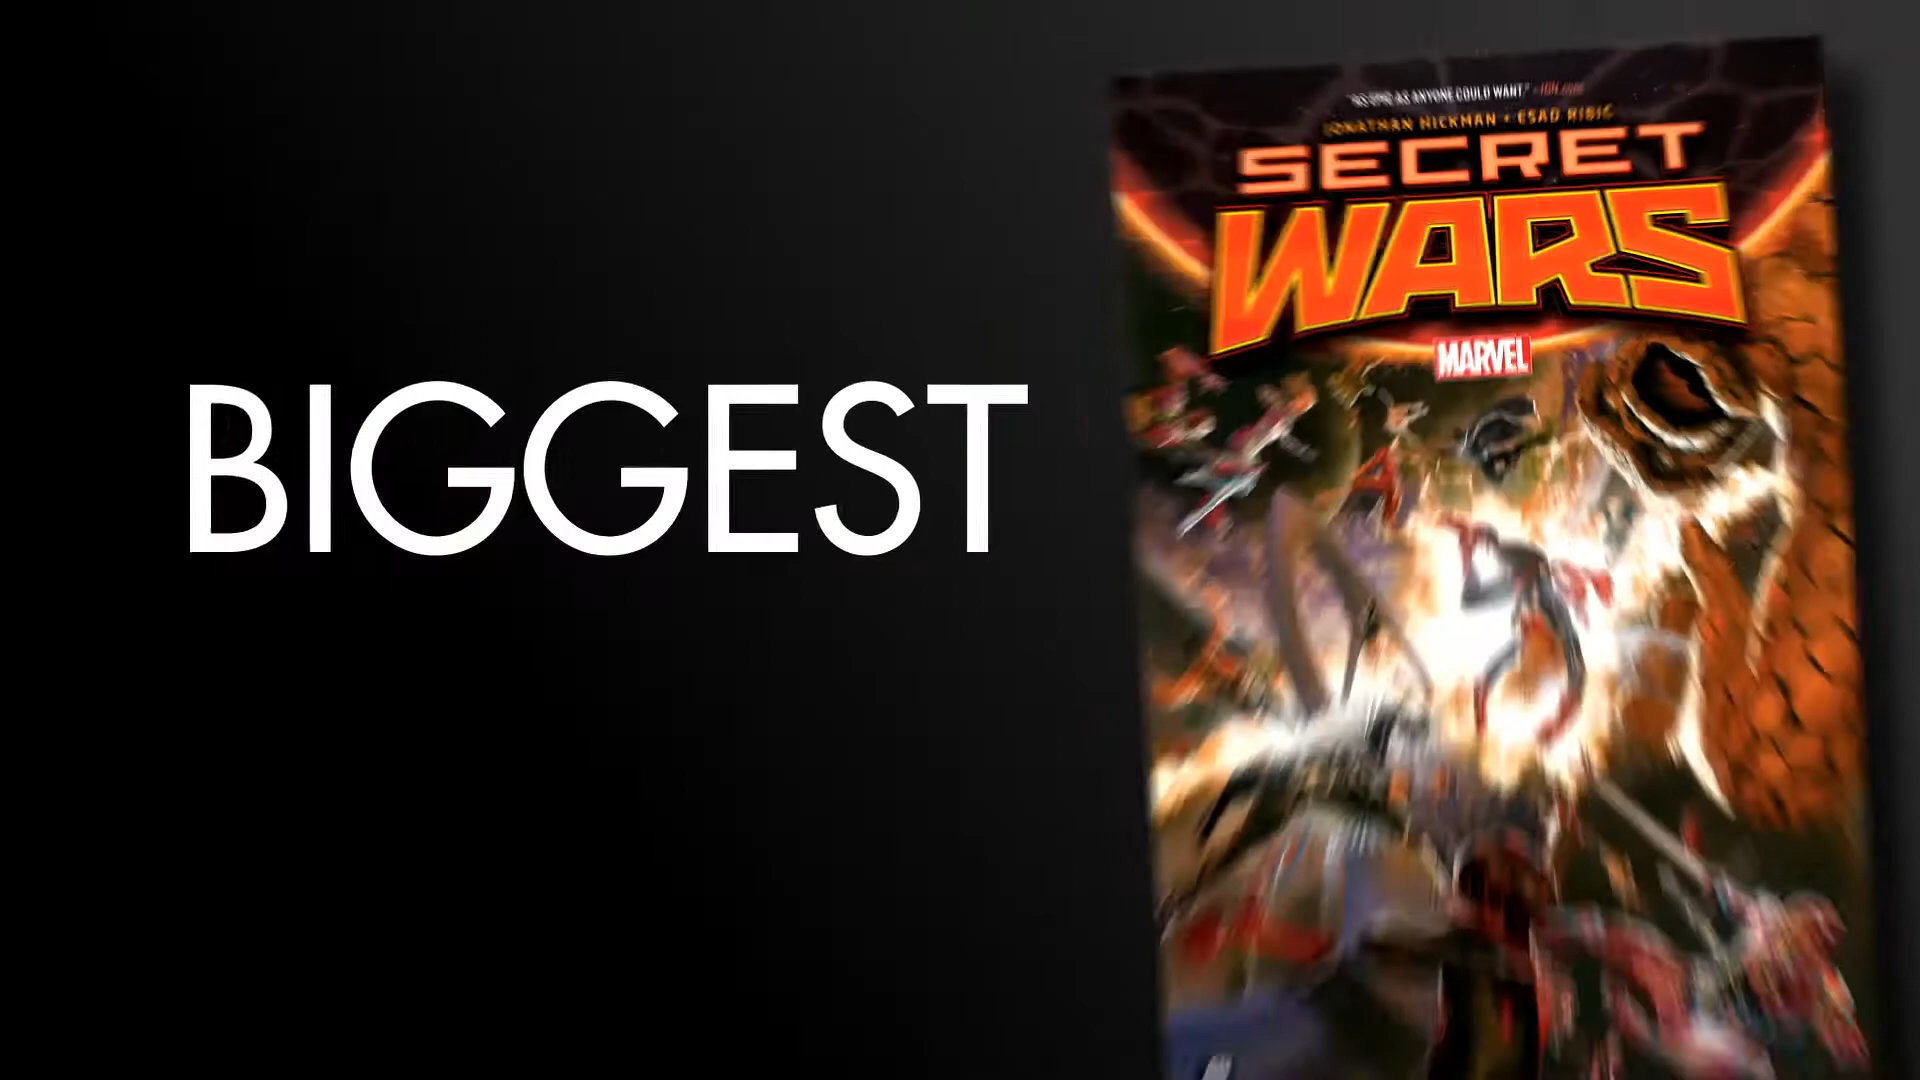 BIGGEST
"AS EPIC AS ANYONE COULD WANT." - IGN.com
JONATHAN HICKMAN • ESAD RIBIC
SECRET
WARS
MARVEL